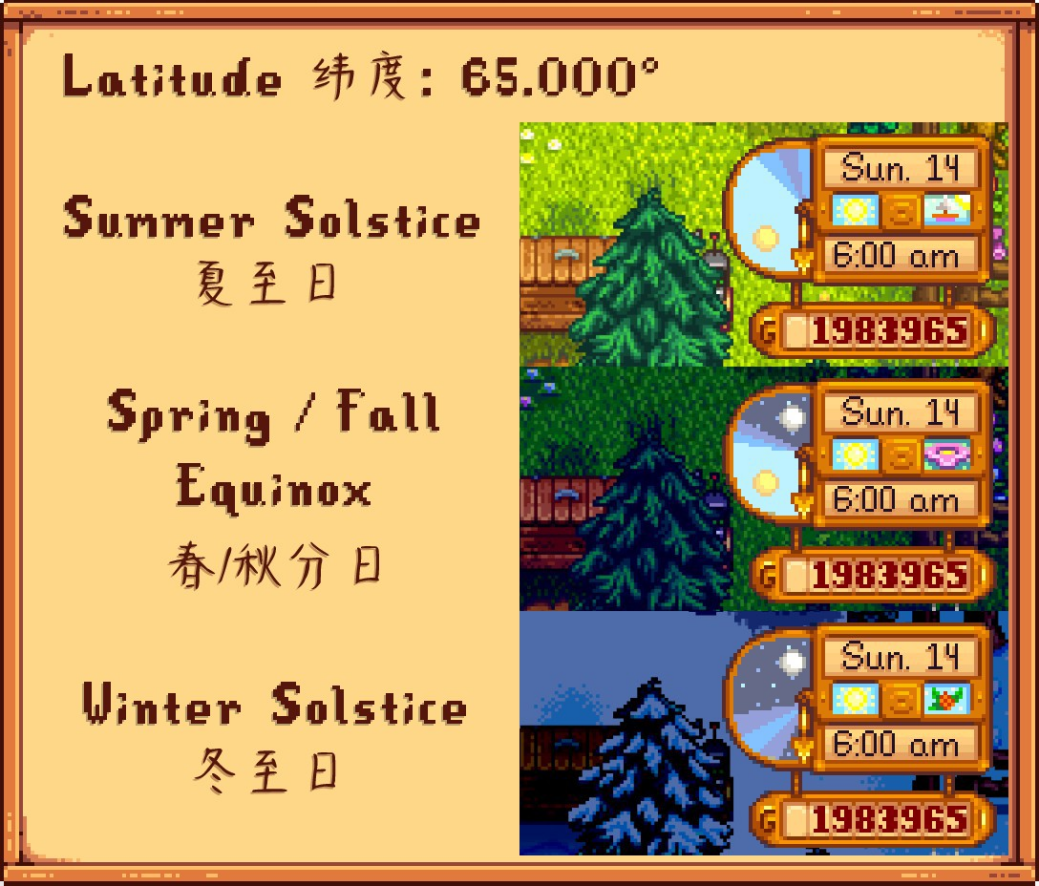 Latitude 纬度: 65.000°
Summer Solstice
夏至日
Sun. 14
6:00 am
G 1983965
Spring / Fall
Equinox
春/秋分日
Sun. 14
6:00 am
G 1983965
Winter Solstice
冬至日
Sun. 14
6:00 am
G 1983965